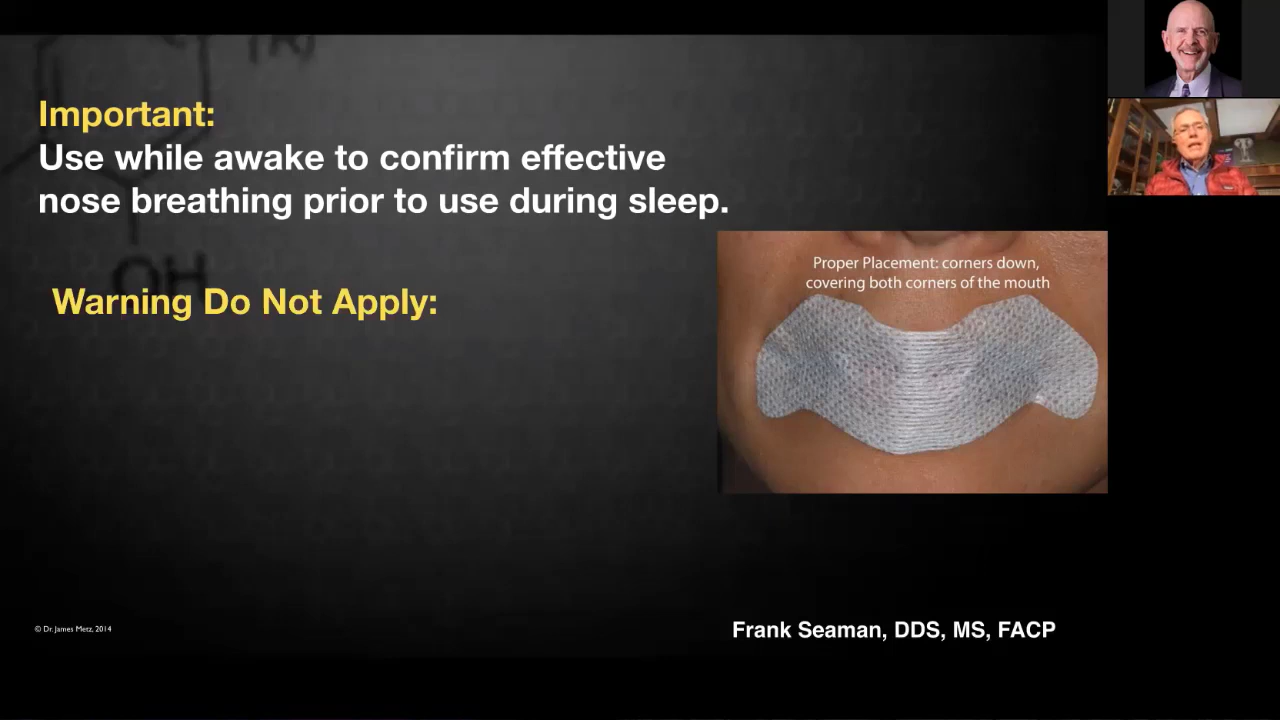 Important:
Use while awake to confirm effective
nose breathing prior to use during sleep.
OH
Warning Do Not Apply:
Proper Placement: corners down,
covering both corners of the mouth
© Dr. James Metz, 2014
Frank Seaman, DDS, MS, FACP